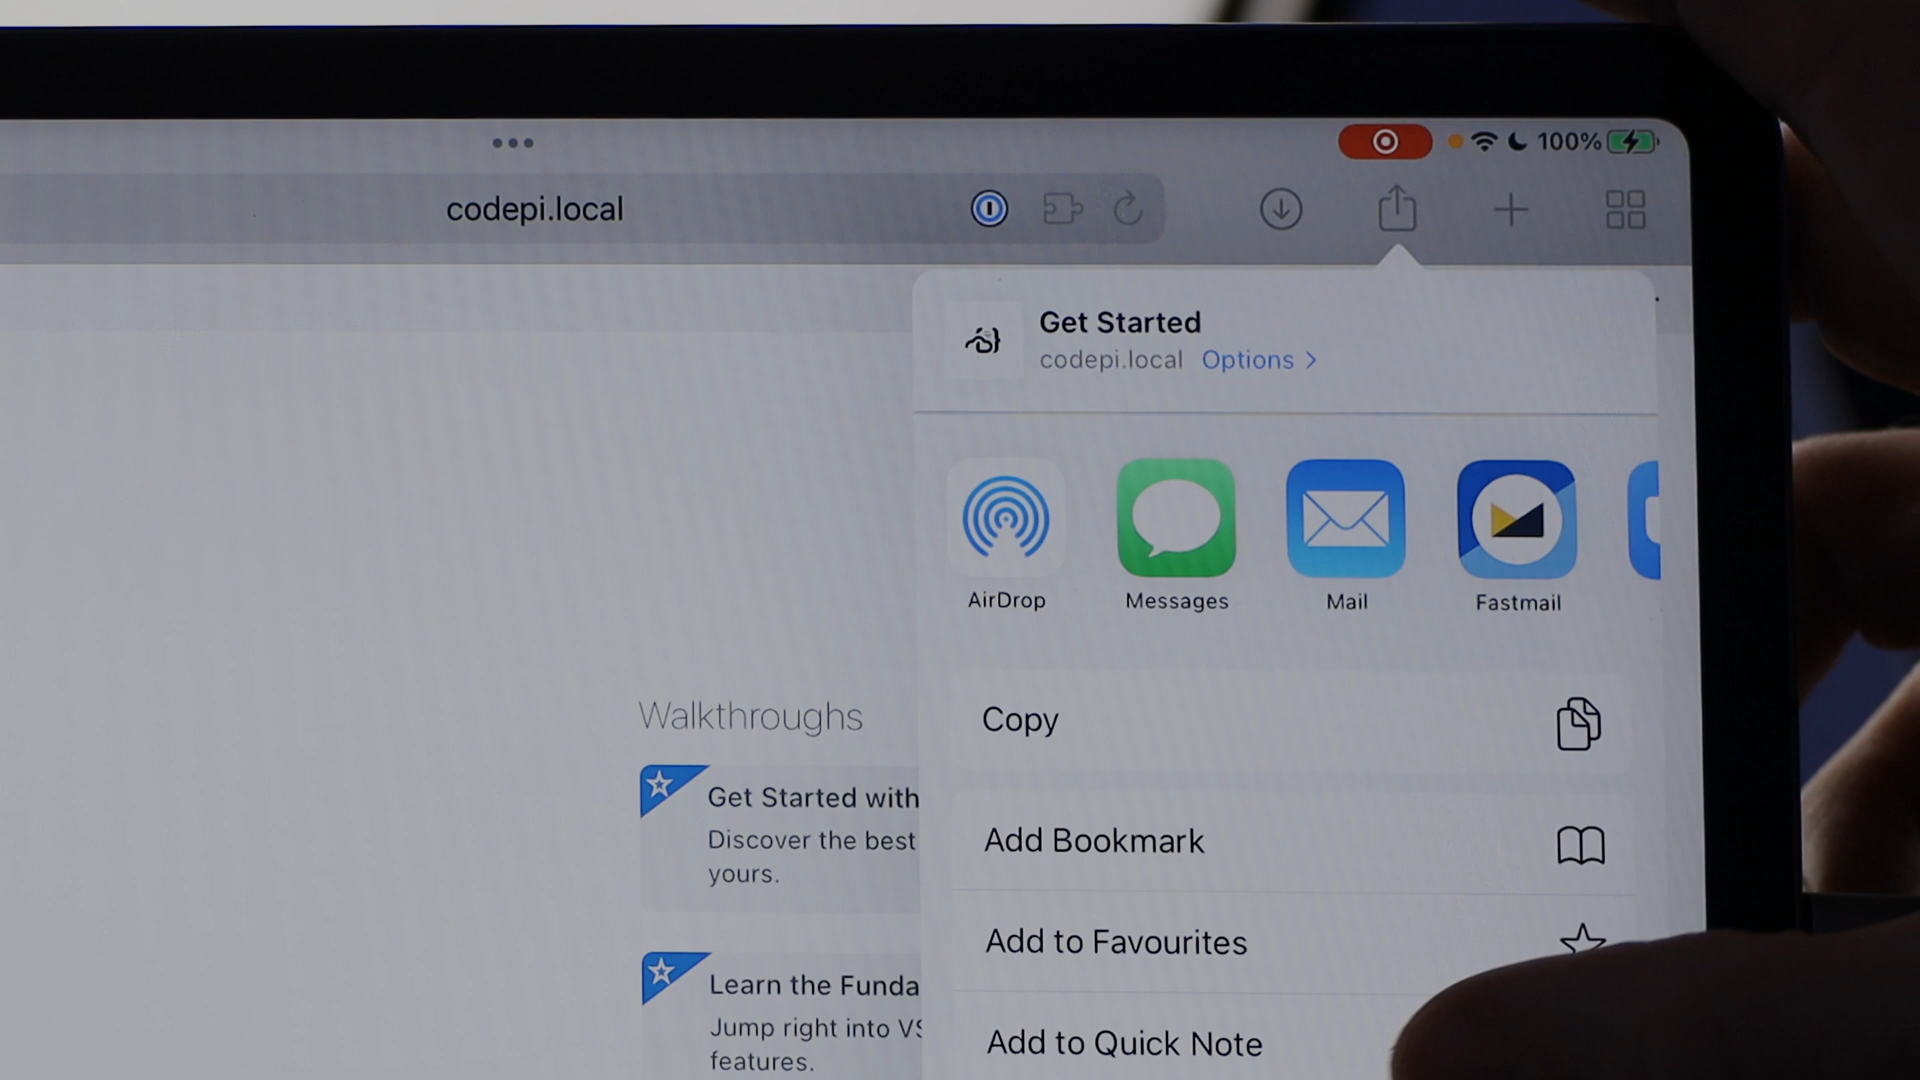 100%
codepi.local
Get Started
codepi.local Options >
AirDrop
Messages
Mail
Fastmail
Copy
Walkthroughs
Get Started with
Discover the best
yours.
Add Bookmark
Add to Favourites
Learn the Funda
Jump right into VS
features.
Add to Quick Note